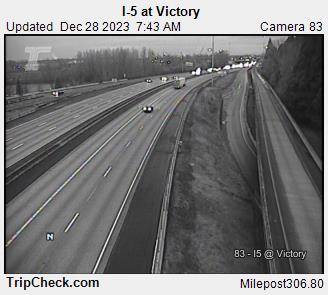 I-5 at Victory
Updated Dec 28 2023 7:43 AM Camera 83
N
83 - I5 @ Victory
TripCheck.com Milepost306.80